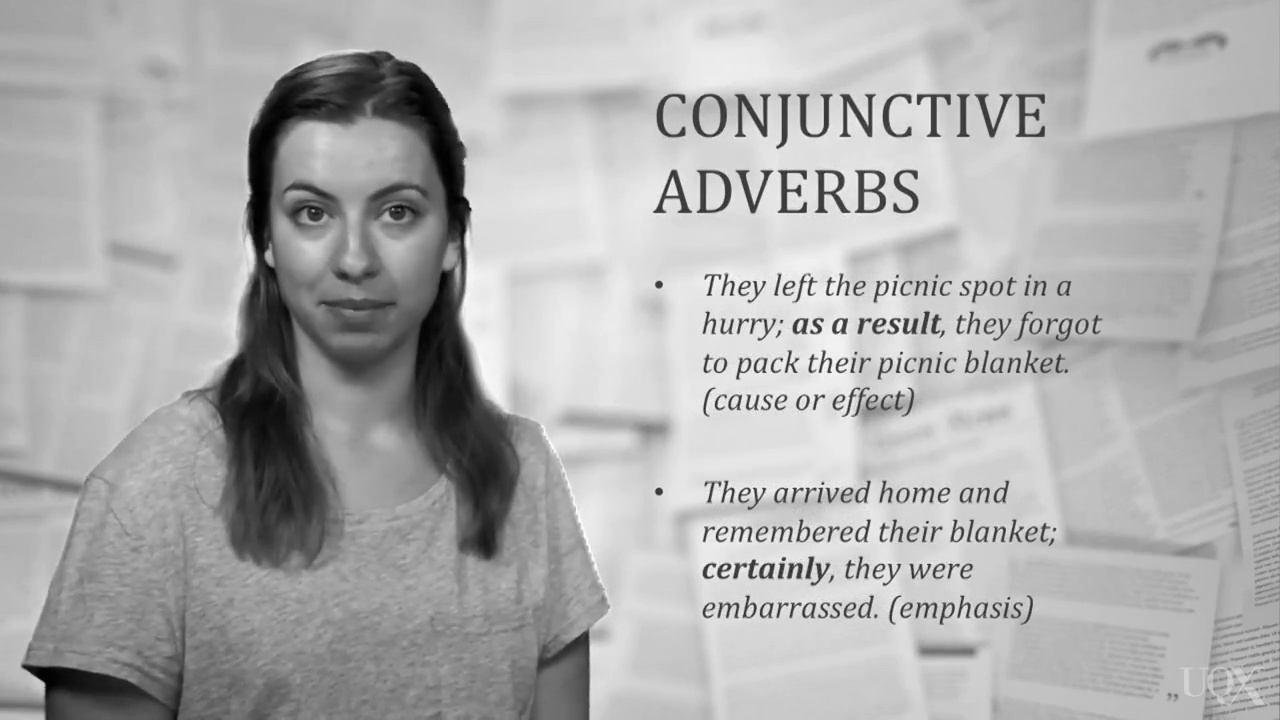 CONJUNCTIVE
ADVERBS
• They left the picnic spot in a
hurry; as a result, they forgot
to pack their picnic blanket.
(cause or effect)
• They arrived home and
remembered their blanket;
certainly, they were
embarrassed. (emphasis)
UQX